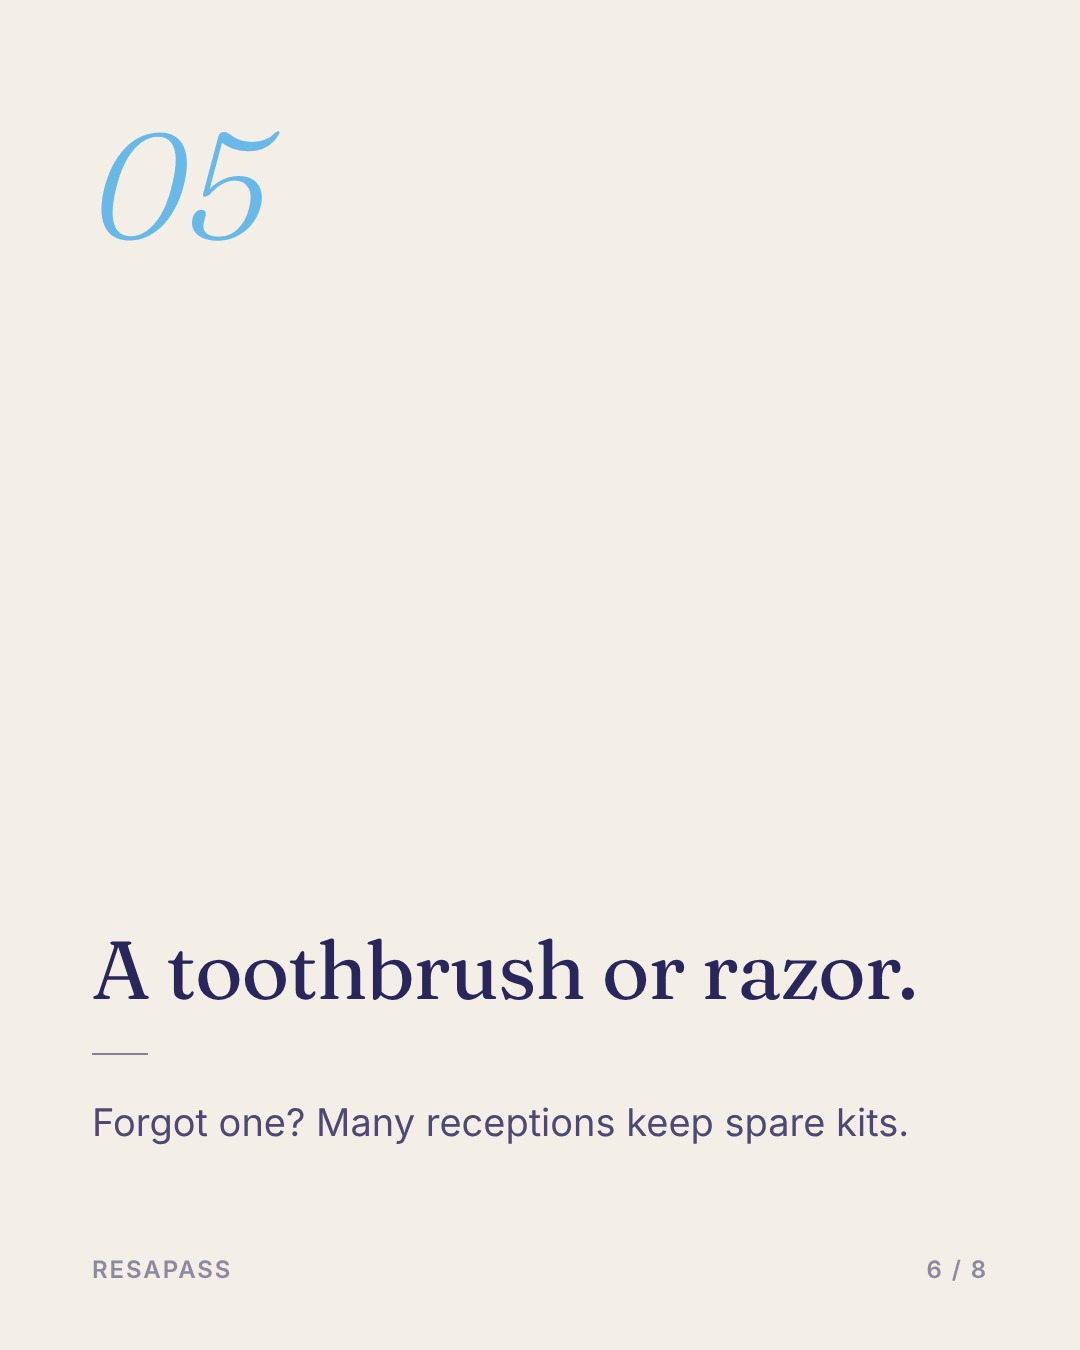 05
A toothbrush or razor.
Forgot one? Many receptions keep spare kits.
RESAPASS
6 / 8